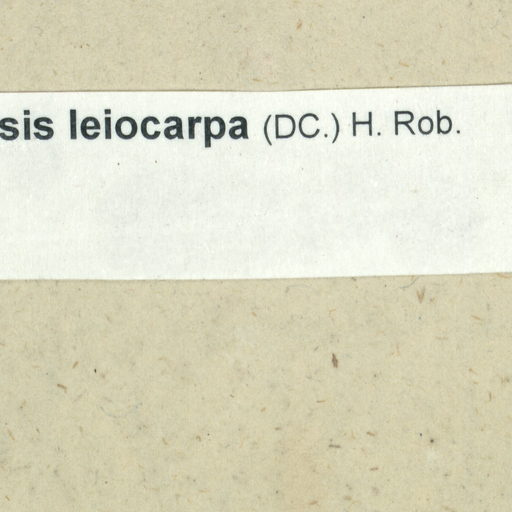 sis leiocarpa (DC.) H. Rob.